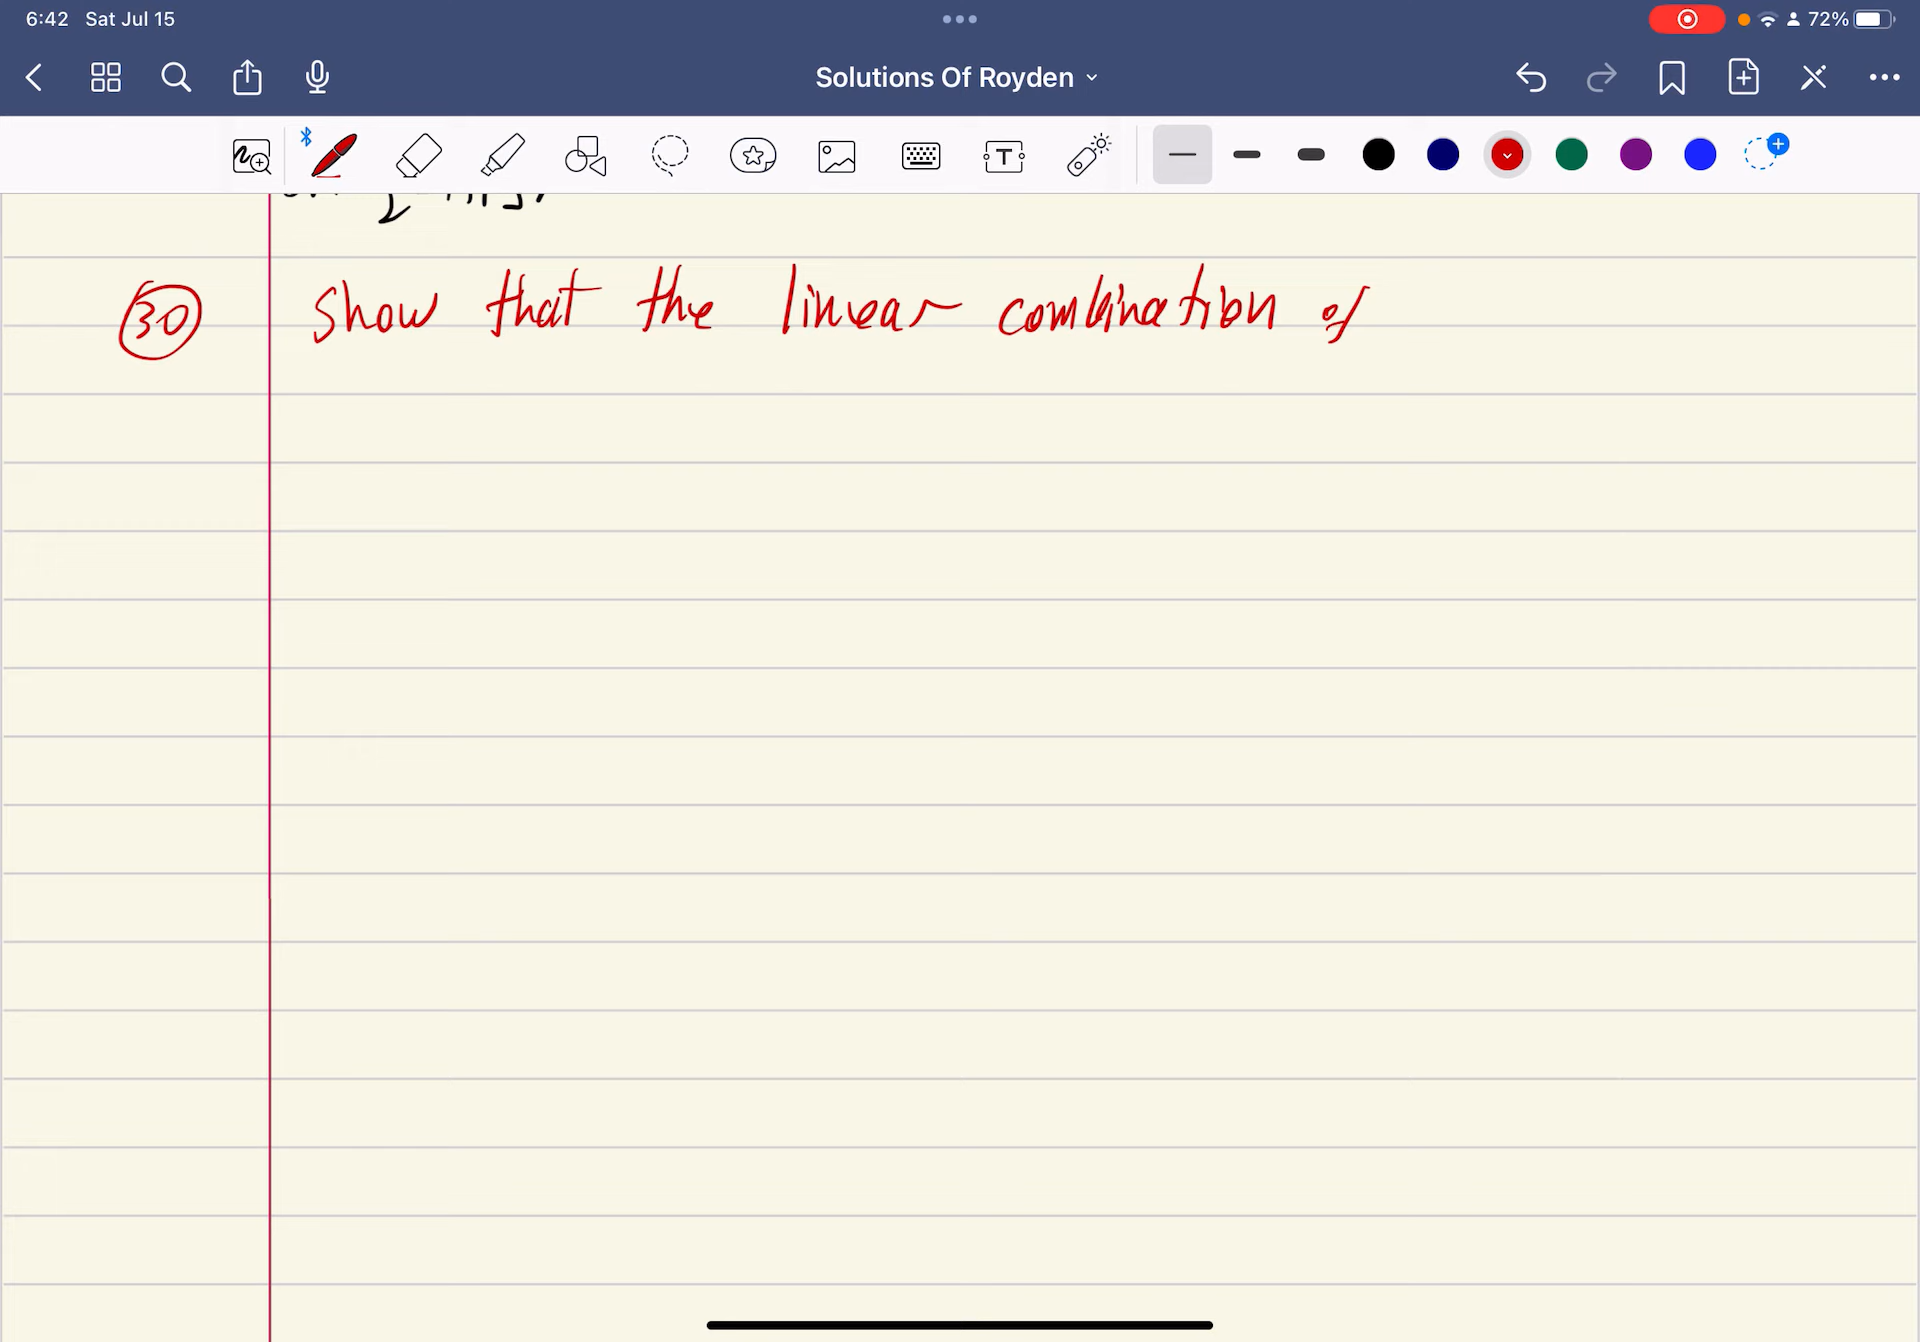 6:42 Sat Jul 15 72%
Solutions Of Royden
30 Show that the linear combination of